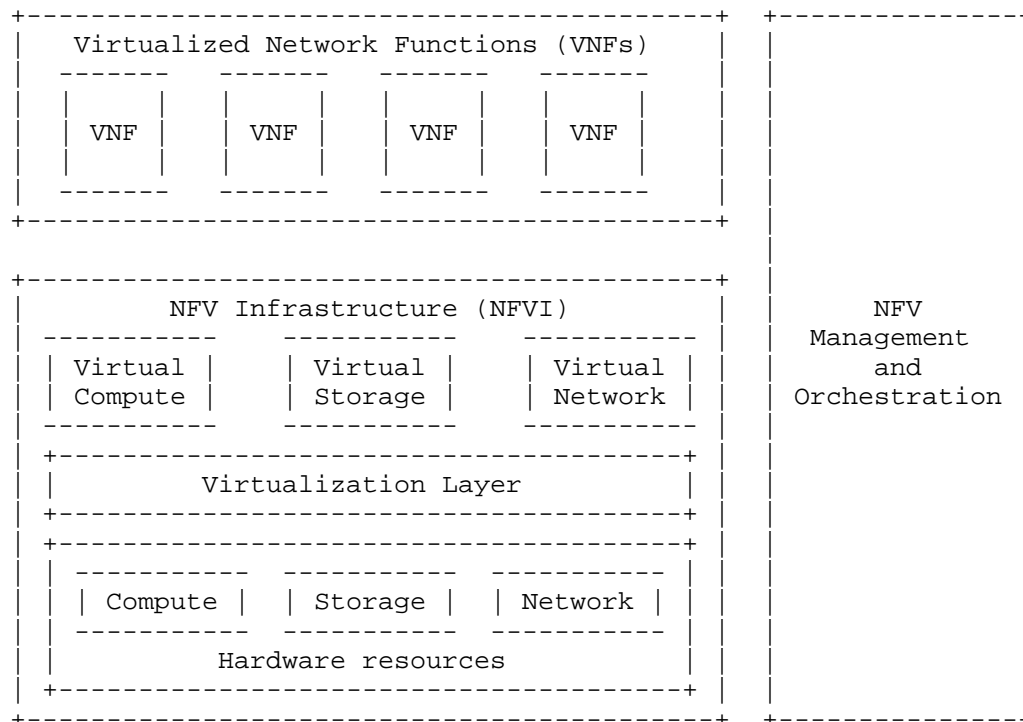 Virtualized Network Functions (VNFs)
VNF VNF VNF VNF
NFV Infrastructure (NFVI)
Virtual Virtual Virtual
Compute Storage Network
Virtualization Layer
Compute Storage Network
Hardware resources
NFV
Management
and
Orchestration